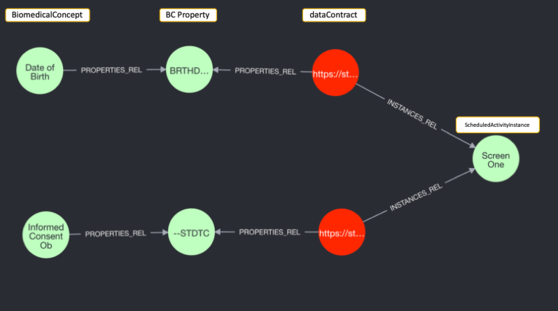 BiomedicalConcept
BC Property
dataContract
Date of
Birth
PROPERTIES_REL
BRTHD...
PROPERTIES_REL
https://st...
INSTANCES_REL
ScheduledActivityInstance
Screen
One
INSTANCES_REL
Informed
Consent
Ob
PROPERTIES_REL
--STDTC
PROPERTIES_REL
https://st...